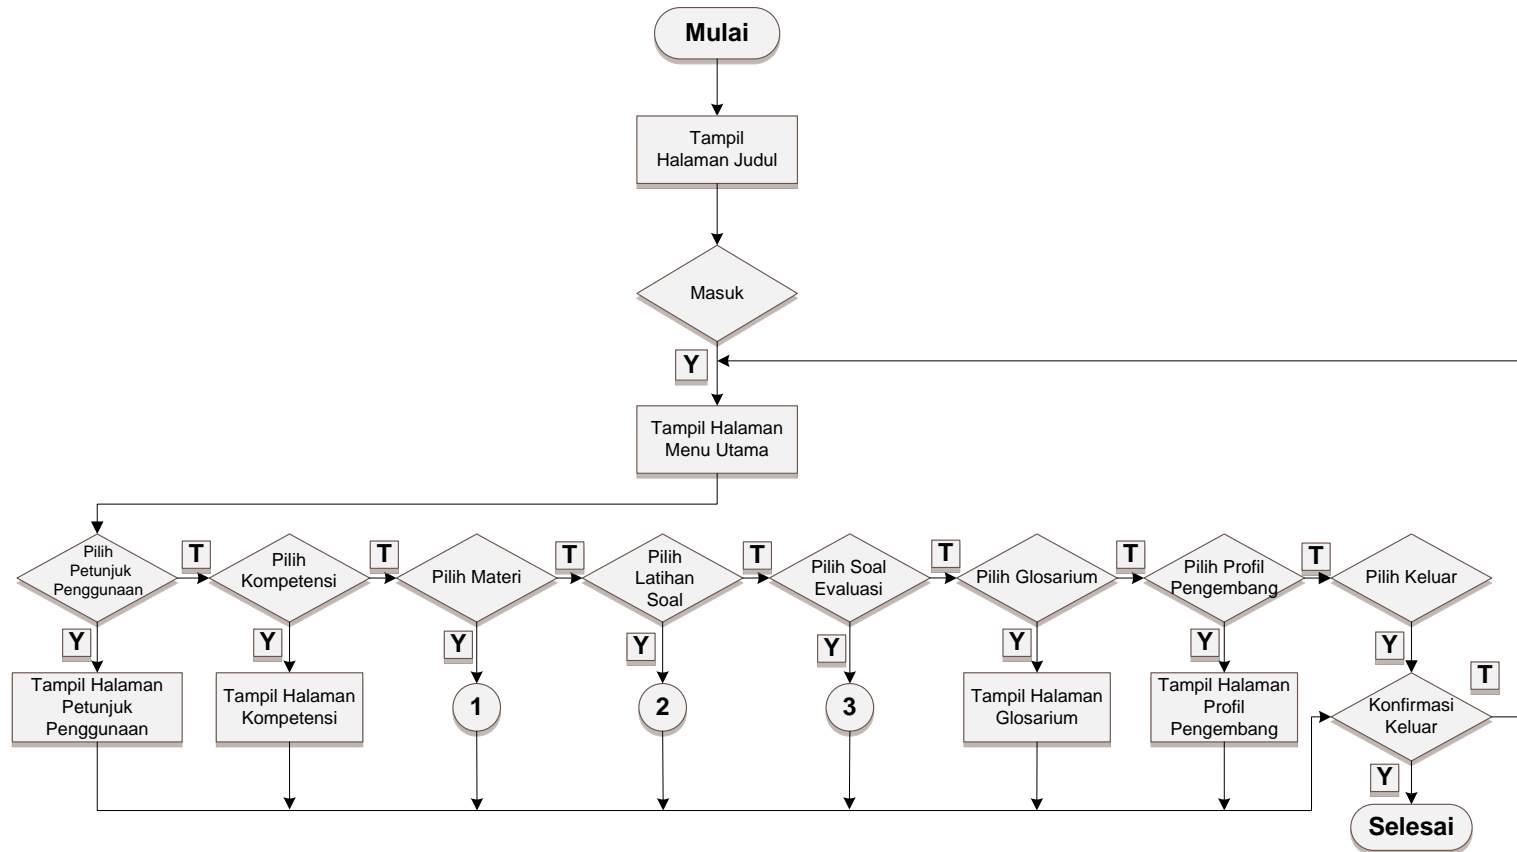 Mulai
Tampil
Halaman Judul
Masuk
Y
Tampil Halaman
Menu Utama
Pilih
Petunjuk
Penggunaan
T
Pilih
Kompetensi
T
Pilih Materi
T
Pilih
Latihan
Soal
T
Pilih Soal
Evaluasi
T
Pilih Glosarium
T
Pilih Profil
Pengembang
T
Pilih Keluar
Y
Y
Y
Y
Y
Y
Y
Y
Tampil Halaman
Petunjuk
Penggunaan
Tampil Halaman
Kompetensi
1
2
3
Tampil Halaman
Glosarium
Tampil Halaman
Profil
Pengembang
Konfirmasi
Keluar
T
Y
Selesai